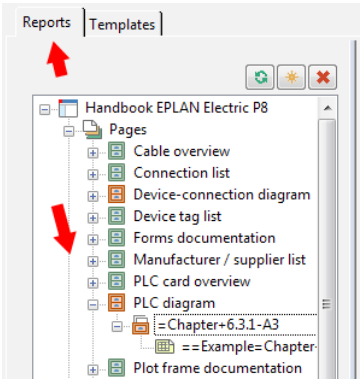 Reports
Templates
Handbook EPLAN Electric P8
Pages
Cable overview
Connection list
Device-connection diagram
Device tag list
Forms documentation
Manufacturer / supplier list
PLC card overview
PLC diagram
=Chapter+6.3.1-A3
==Example=Chapter-
Plot frame documentation